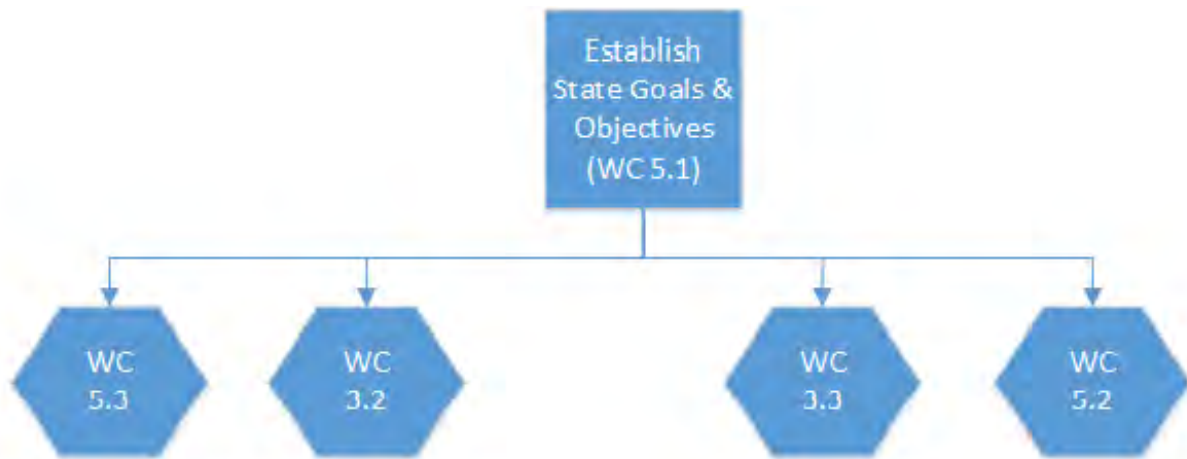 Establish
State Goals &
Objectives
(WC 5.1)
WC
5.3
WC
3.2
WC
3.3
WC
5.2